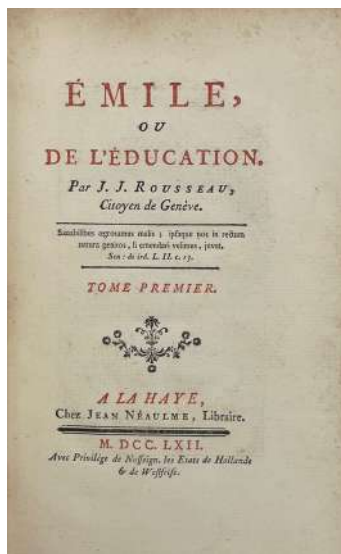 ÉMILE,
OU
DE L'ÉDUCATION.
Par J. J. ROUSSEAU,
Citoyen de Genève.
Sanabilibus ægrotamus malis ; ipsaque nos in rectum
natura genitos, si emendari velimus, juvat.
Sen : de irâ. L. II. c. 13.
TOME PREMIER.
A LA HAYE,
Chez JEAN NÉAULME, Libraire.
M. DCC. LXII.
Avec Privilége de Nosseign. les Etats de Hollande
& de Westfrise.